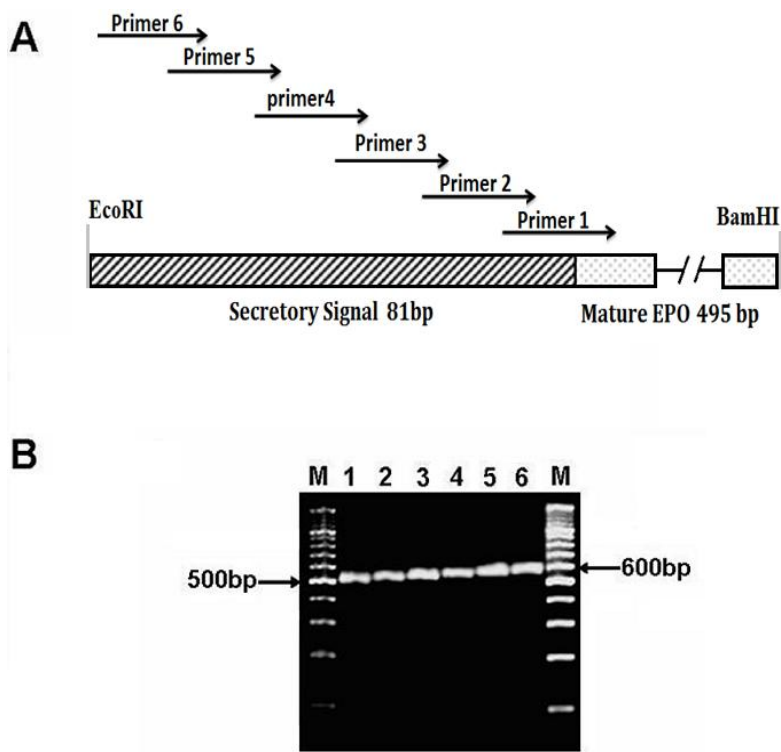 A
Primer 6
Primer 5
primer4
Primer 3
Primer 2
Primer 1
EcoRI
BamHI
Secretory Signal 81bp
Mature EPO 495 bp
B
M 1 2 3 4 5 6 M
500bp
600bp